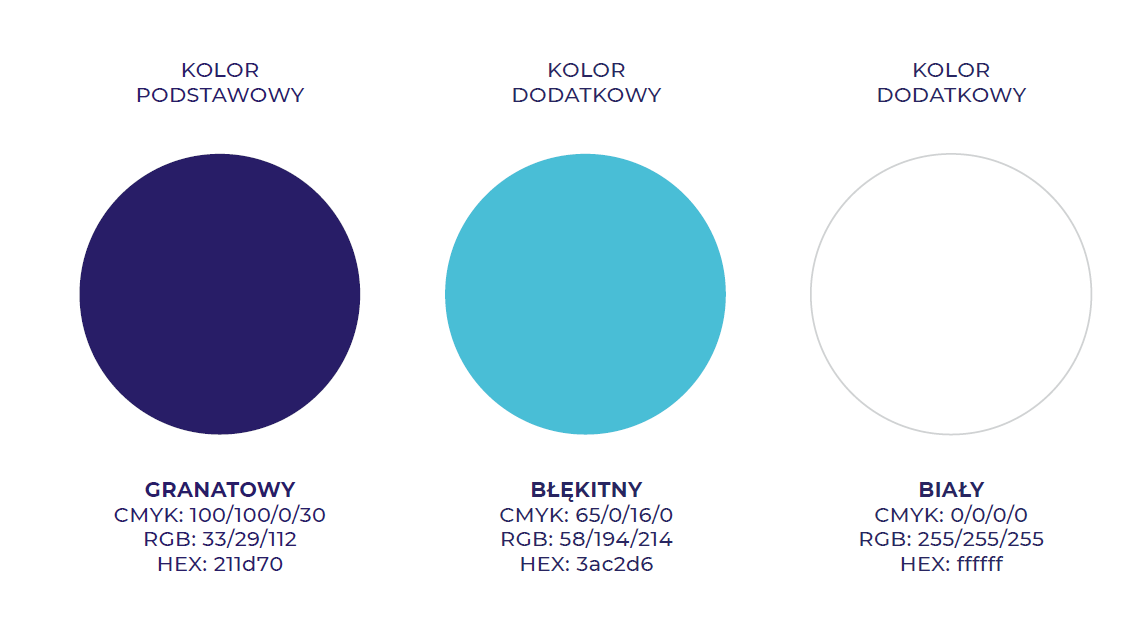 KOLOR
PODSTAWOWY
KOLOR
DODATKOWY
KOLOR
DODATKOWY
GRANATOWY
CMYK: 100/100/0/30
RGB: 33/29/112
HEX: 211d70
BŁĘKITNY
CMYK: 65/0/16/0
RGB: 58/194/214
HEX: 3ac2d6
BIAŁY
CMYK: 0/0/0/0
RGB: 255/255/255
HEX: ffffff